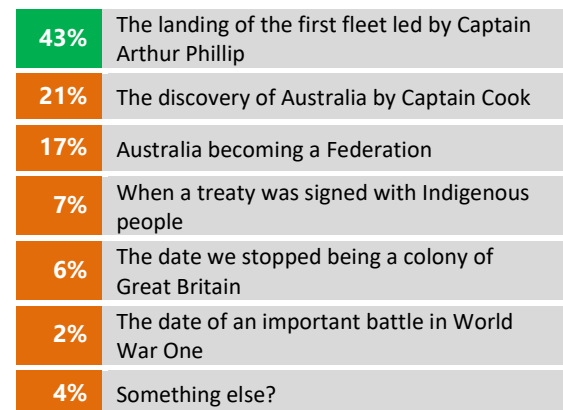 43% The landing of the first fleet led by Captain
Arthur Phillip
21% The discovery of Australia by Captain Cook
17% Australia becoming a Federation
7% When a treaty was signed with Indigenous
people
6% The date we stopped being a colony of
Great Britain
2% The date of an important battle in World
War One
4% Something else?